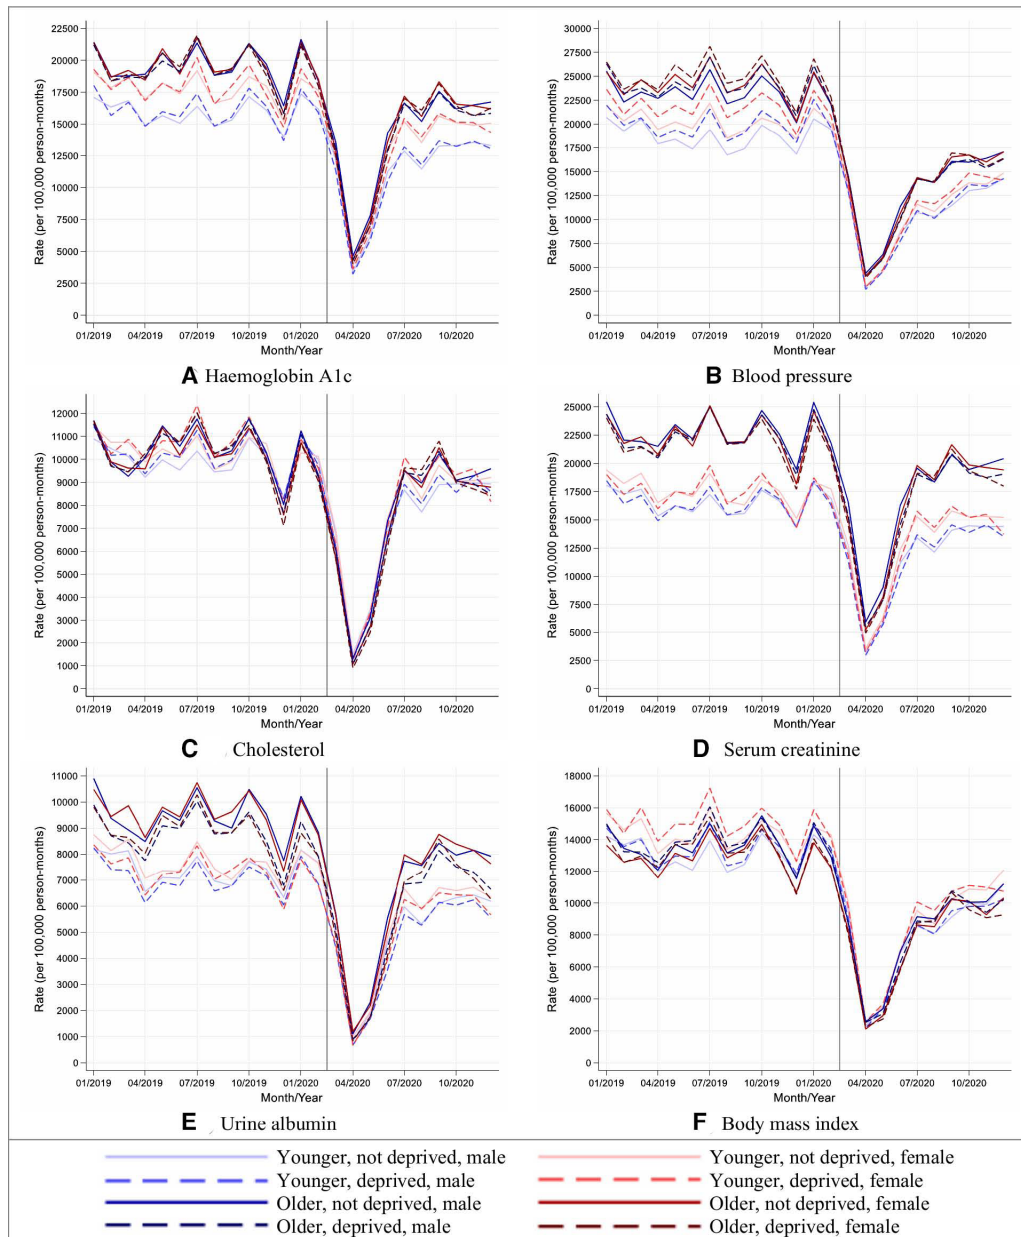 22500
20000
17500
15000
12500
10000
7500
5000
2500
0
Rate (per 100,000 person-months)
01/2019 04/2019 07/2019 10/2019 01/2020 04/2020 07/2020 10/2020
Month/Year
A Haemoglobin A1c
30000
27500
25000
22500
20000
17500
15000
12500
10000
7500
5000
2500
0
Rate (per 100,000 person-months)
01/2019 04/2019 07/2019 10/2019 01/2020 04/2020 07/2020 10/2020
Month/Year
B Blood pressure
12000
11000
10000
9000
8000
7000
6000
5000
4000
3000
2000
1000
0
Rate (per 100,000 person-months)
01/2019 04/2019 07/2019 10/2019 01/2020 04/2020 07/2020 10/2020
Month/Year
C Cholesterol
25000
22500
20000
17500
15000
12500
10000
7500
5000
2500
0
Rate (per 100,000 person-months)
01/2019 04/2019 07/2019 10/2019 01/2020 04/2020 07/2020 10/2020
Month/Year
D Serum creatinine
11000
10000
9000
8000
7000
6000
5000
4000
3000
2000
1000
0
Rate (per 100,000 person-months)
01/2019 04/2019 07/2019 10/2019 01/2020 04/2020 07/2020 10/2020
Month/Year
E Urine albumin
18000
16000
14000
12000
10000
8000
6000
4000
2000
0
Rate (per 100,000 person-months)
01/2019 04/2019 07/2019 10/2019 01/2020 04/2020 07/2020 10/2020
Month/Year
F Body mass index
Younger, not deprived, male
Younger, deprived, male
Older, not deprived, male
Older, deprived, male
Younger, not deprived, female
Younger, deprived, female
Older, not deprived, female
Older, deprived, female